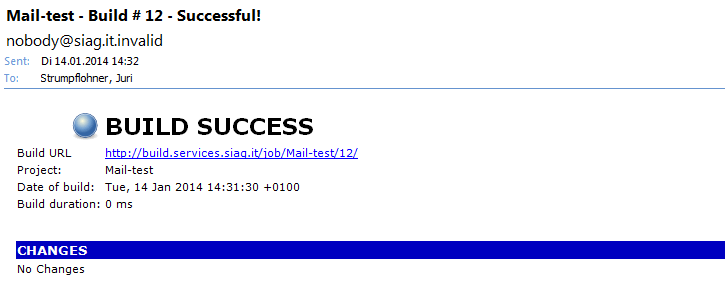 Mail-test - Build # 12 - Successful!
nobody@siag.it.invalid
Sent: Di 14.01.2014 14:32
To: Strumpflohner, Juri
BUILD SUCCESS
Build URL http://build.services.siag.it/job/Mail-test/12/
Project: Mail-test
Date of build: Tue, 14 Jan 2014 14:31:30 +0100
Build duration: 0 ms
CHANGES
No Changes